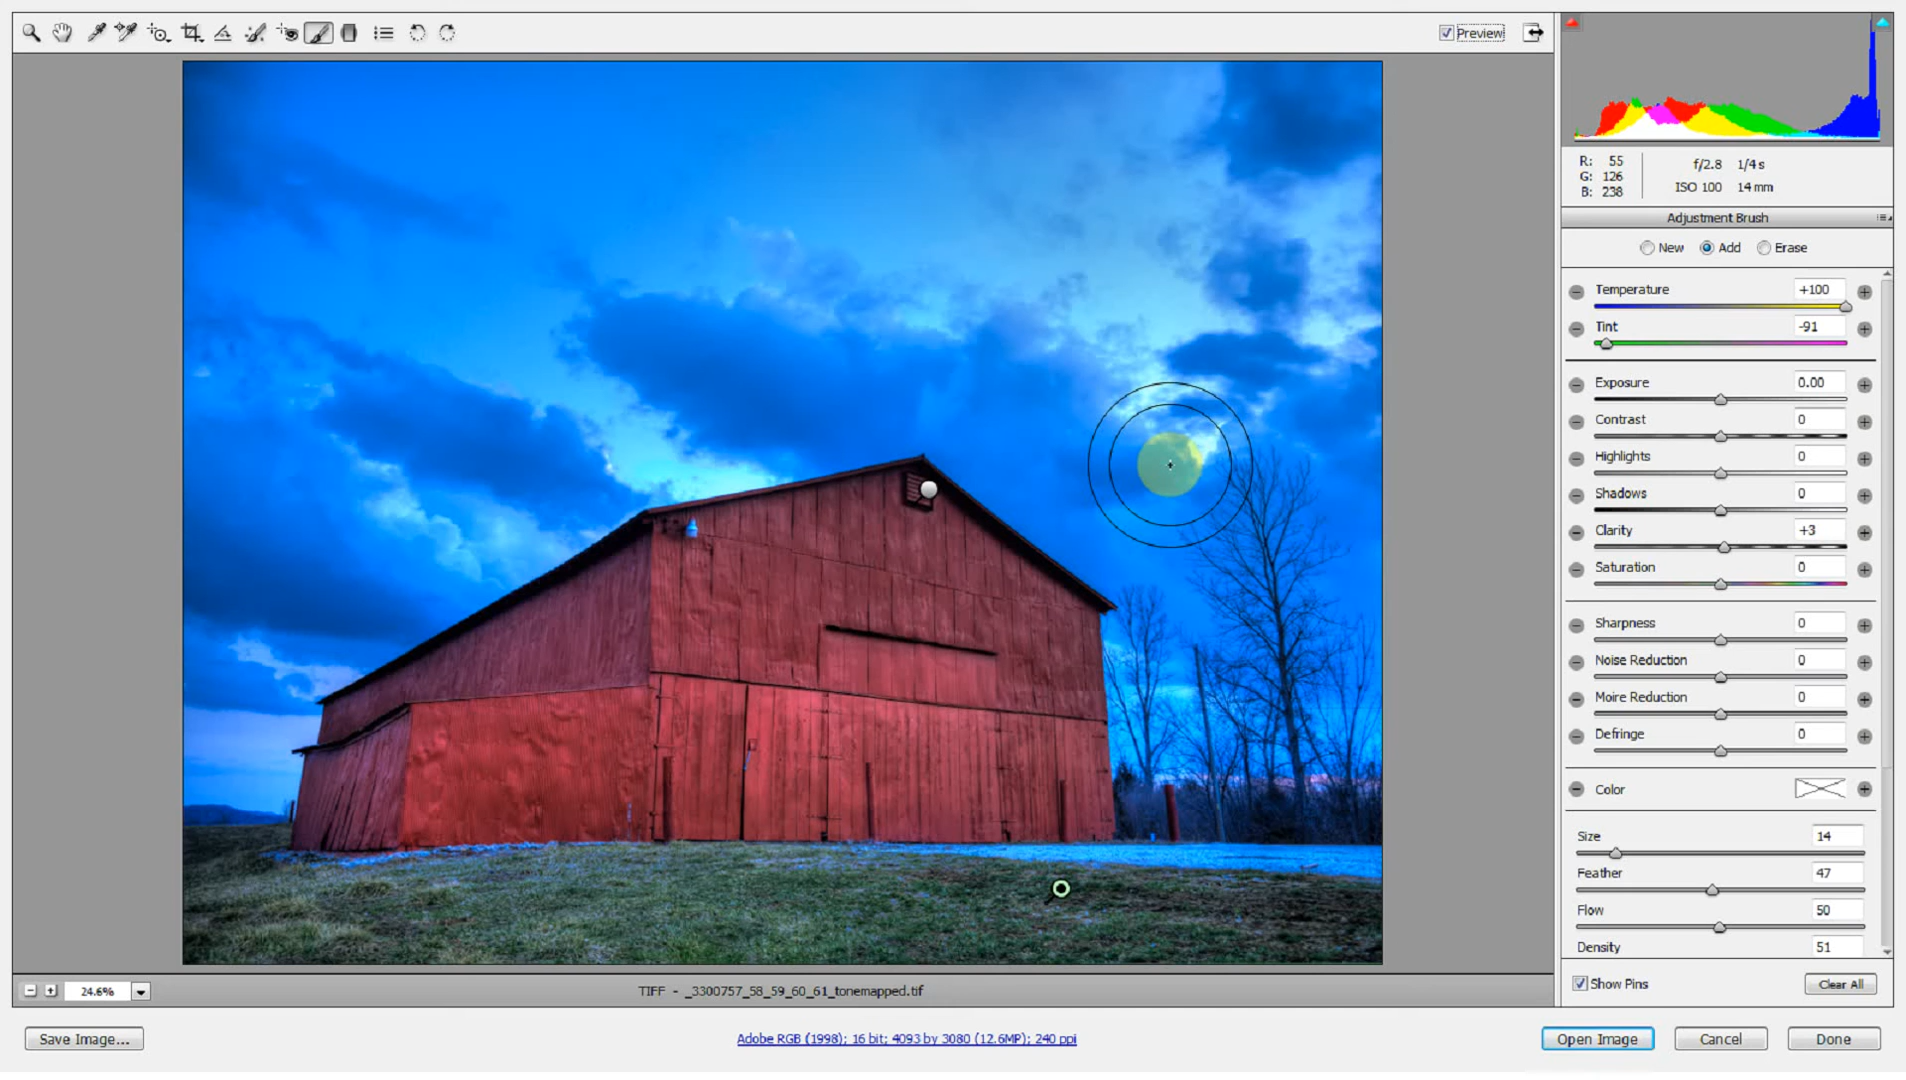 Preview
R: 55
G: 126
B: 238
f/2.8 1/4 s
ISO 100 14 mm
Adjustment Brush
New Add Erase
Temperature +100
Tint -91
Exposure 0.00
Contrast 0
Highlights 0
Shadows 0
Clarity +3
Saturation 0
Sharpness 0
Noise Reduction 0
Moire Reduction 0
Defringe 0
Color
Size 14
Feather 47
Flow 50
Density 51
Show Pins Clear All
24.6% TIFF - _3300757_58_59_60_61_tonemapped.tif
Save Image... Adobe RGB (1998); 16 bit; 4093 by 3080 (12.6MP); 240 ppi Open Image Cancel Done